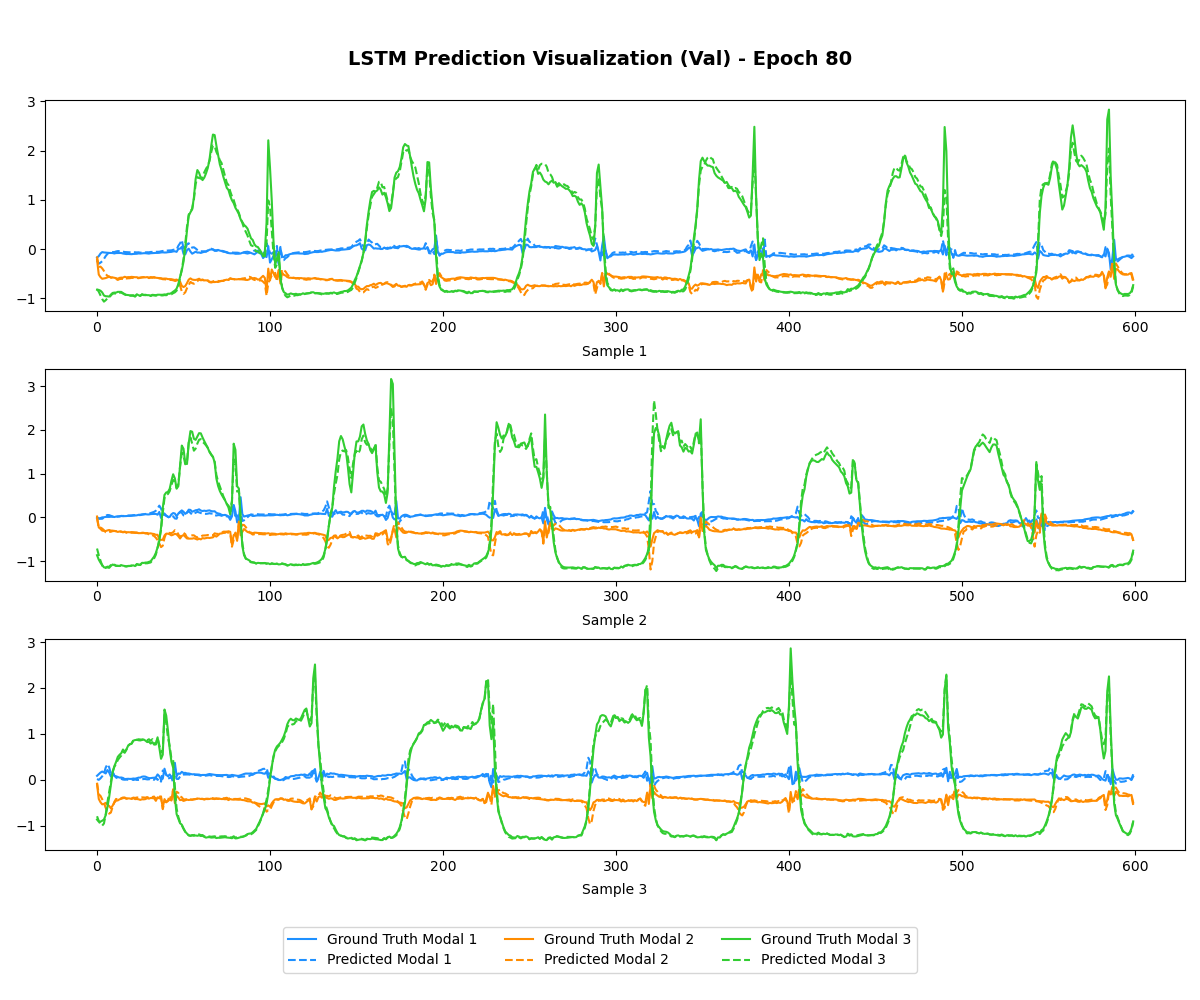 LSTM Prediction Visualization (Val) - Epoch 80
3
2
1
0
−1
0 100 200 300 400 500 600
Sample 1
3
2
1
0
−1
0 100 200 300 400 500 600
Sample 2
3
2
1
0
−1
0 100 200 300 400 500 600
Sample 3
Ground Truth Modal 1 Ground Truth Modal 2 Ground Truth Modal 3
Predicted Modal 1 Predicted Modal 2 Predicted Modal 3